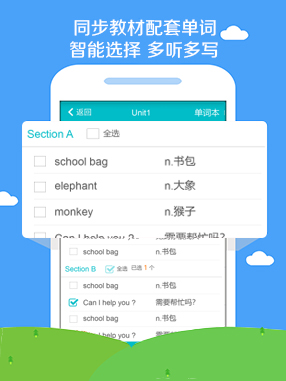 同步教材配套单词
智能选择 多听多写
返回 Unit1 单词本
Section A 全选
school bag n.书包
elephant n.大象
monkey n.猴子
Can I help you ? 需要帮忙吗?
school bag n.书包
Section B 全选 已选 1 个
school bag n.书包
Can I help you ? 需要帮忙吗?
school bag n.书包
school bag n.书包